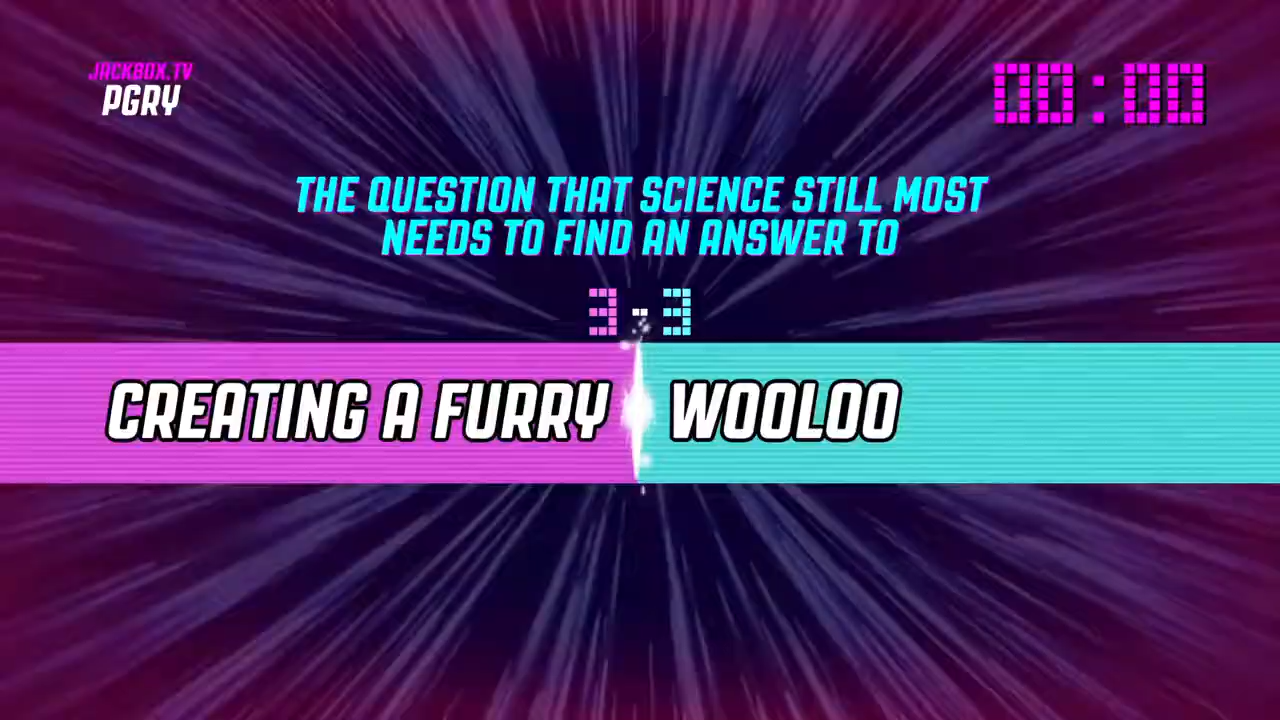 JACKBOX.TV
PGRY
00:00
THE QUESTION THAT SCIENCE STILL MOST
NEEDS TO FIND AN ANSWER TO
3-3
CREATING A FURRY
WOOLOO